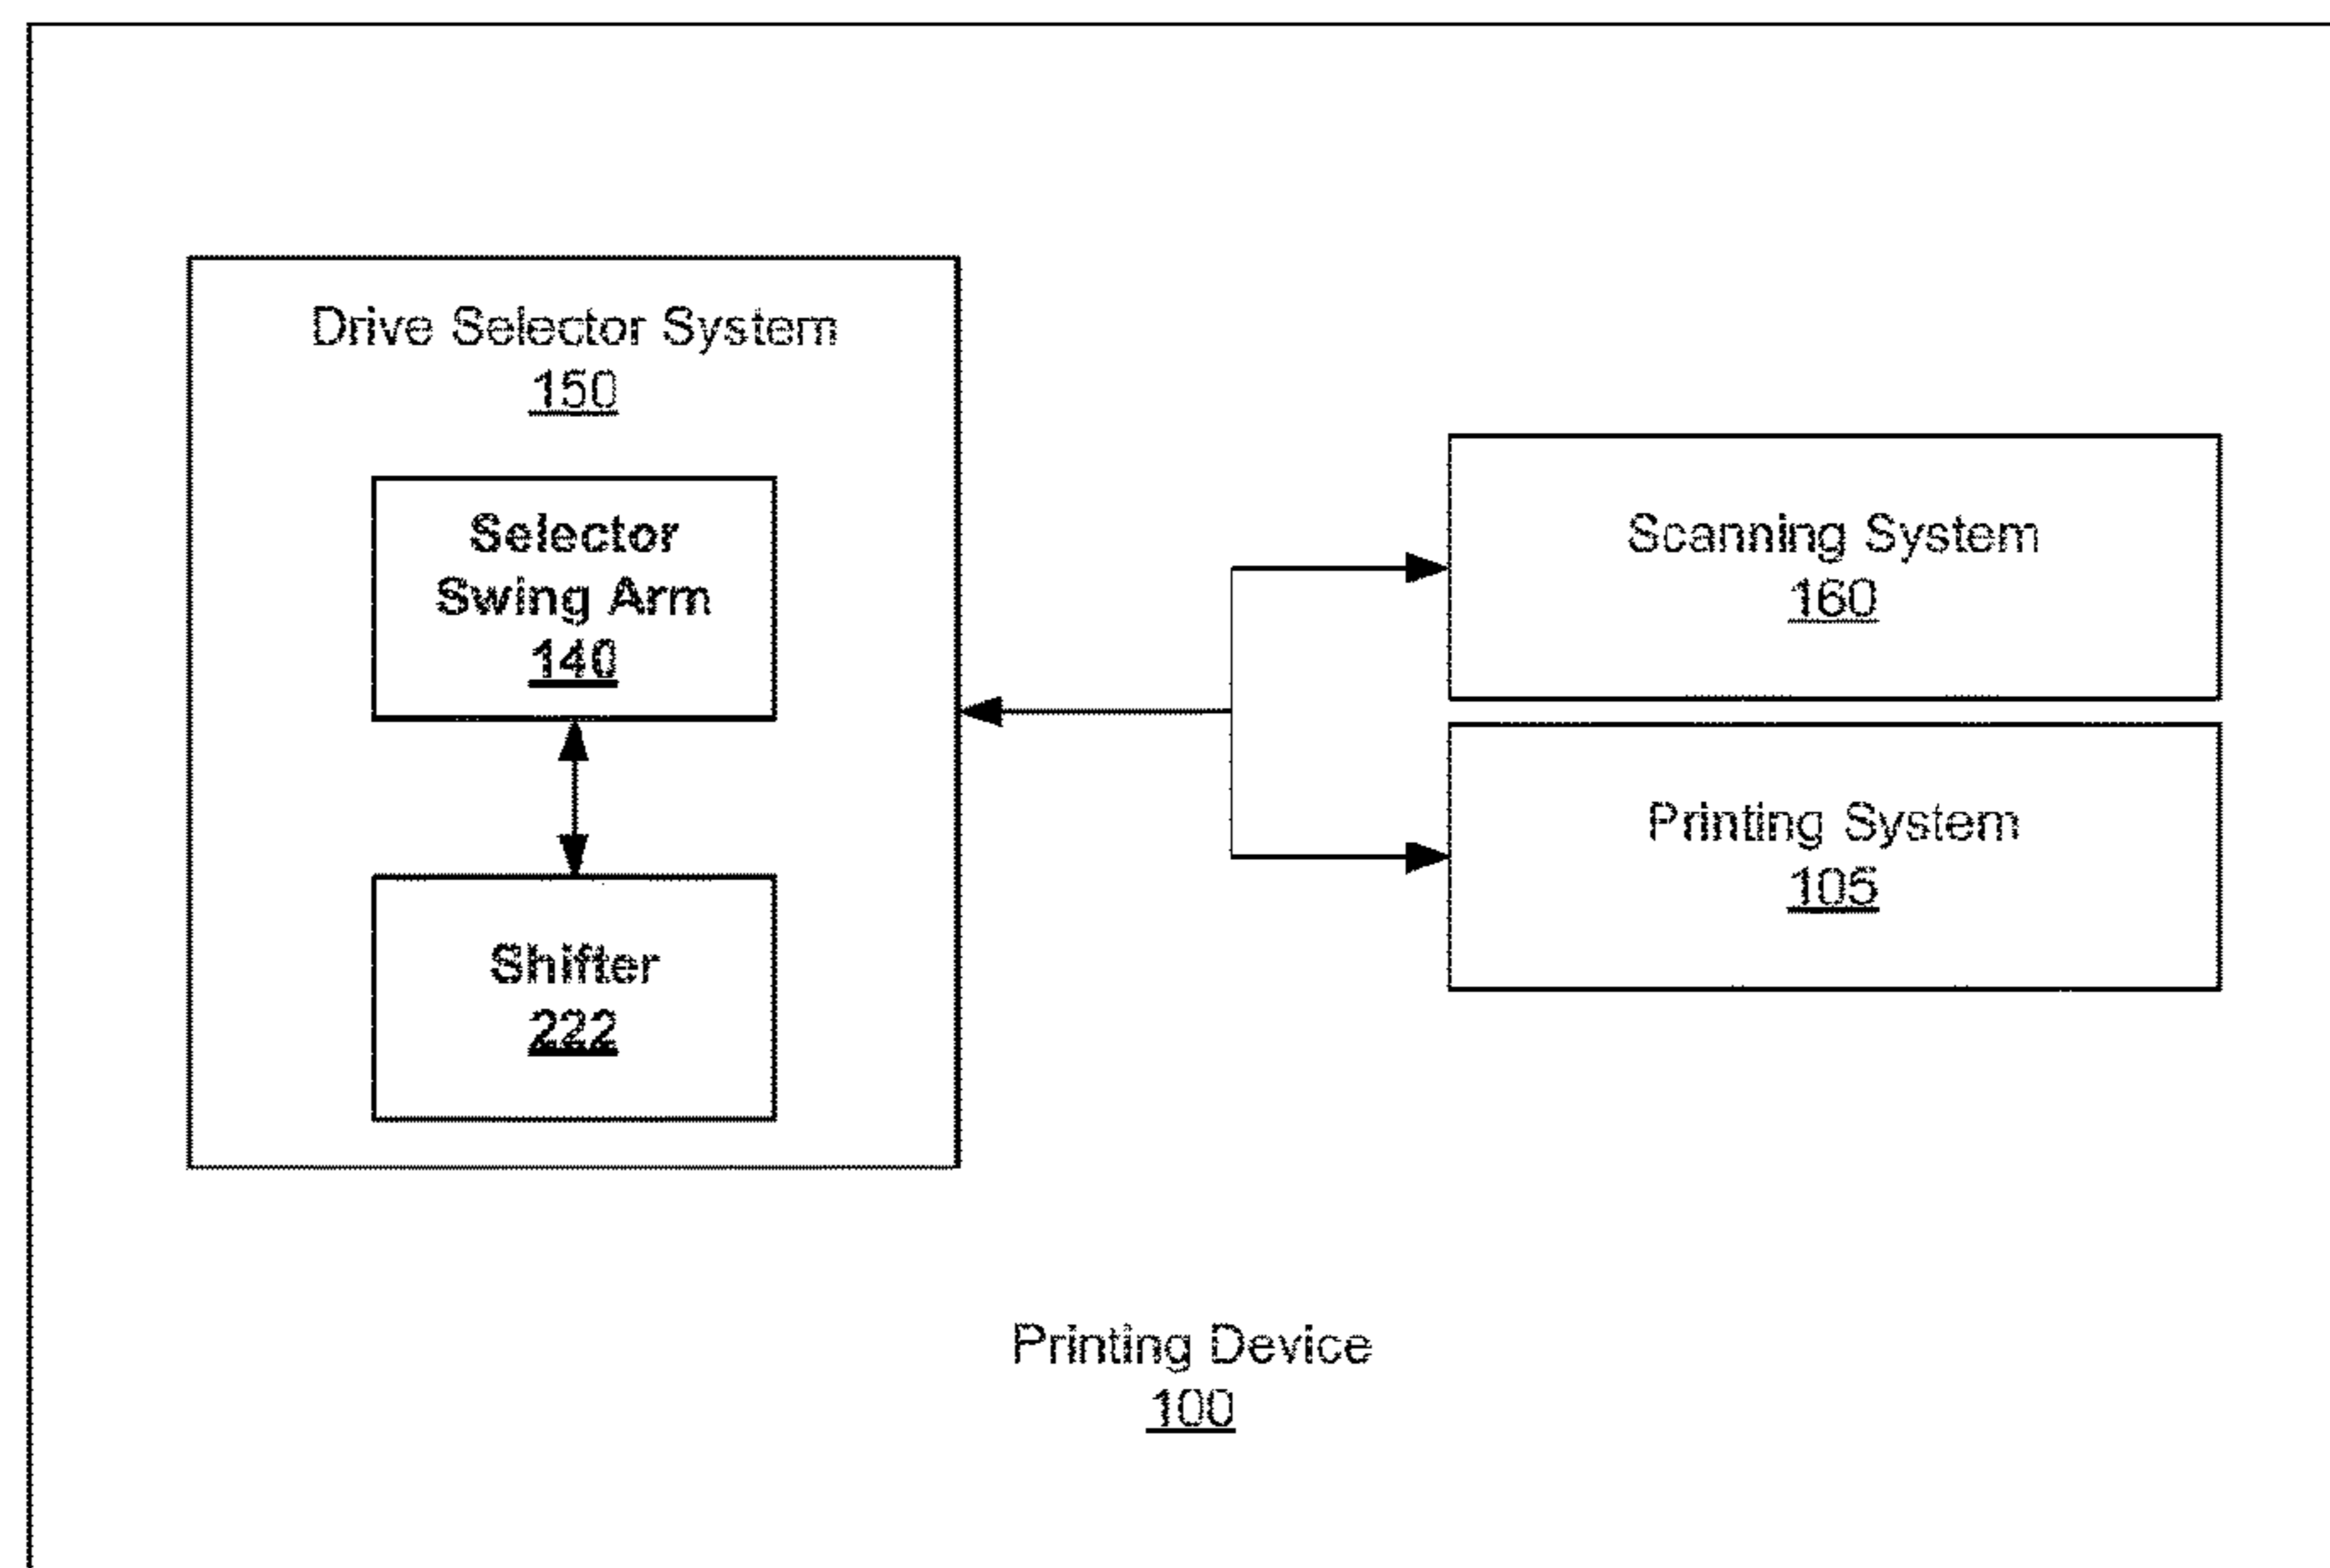 Drive Selector System
150
Selector
Swing Arm
140
Shifter
222
Scanning System
160
Printing System
105
Printing Device
100